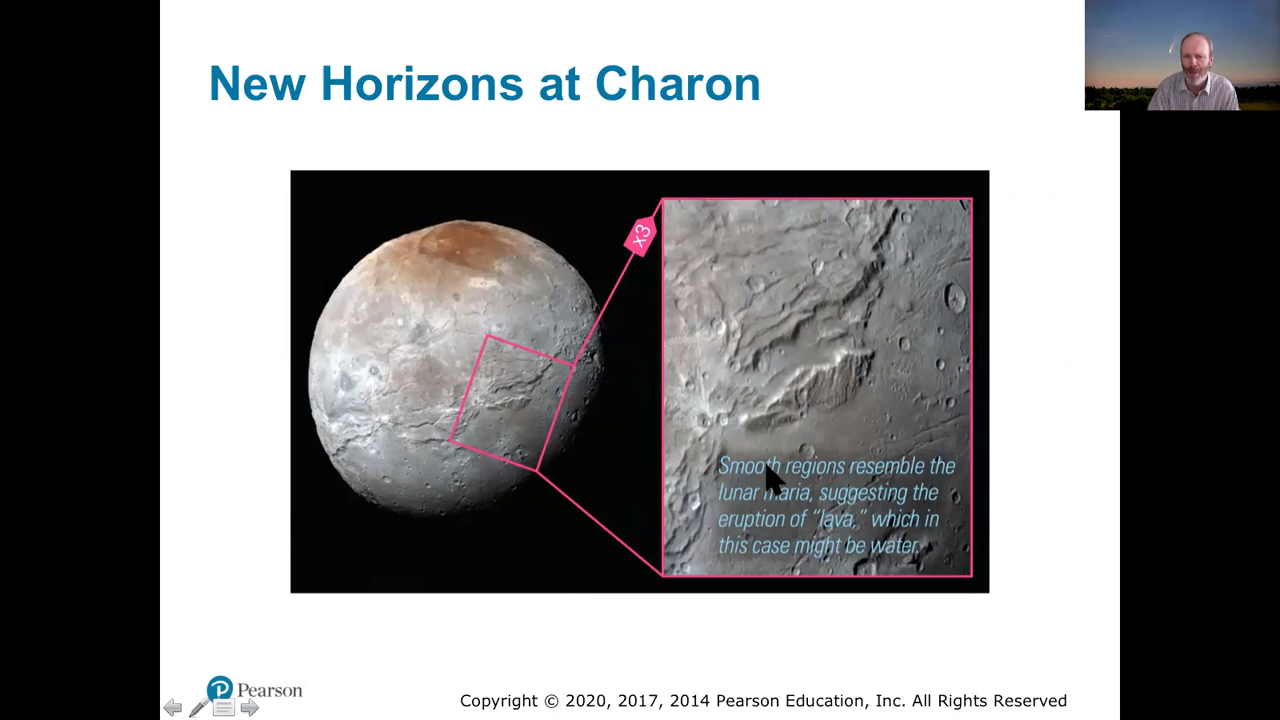 New Horizons at Charon
x3
Smooth regions resemble the
lunar maria, suggesting the
eruption of “lava,” which in
this case might be water.
Pearson
Copyright © 2020, 2017, 2014 Pearson Education, Inc. All Rights Reserved